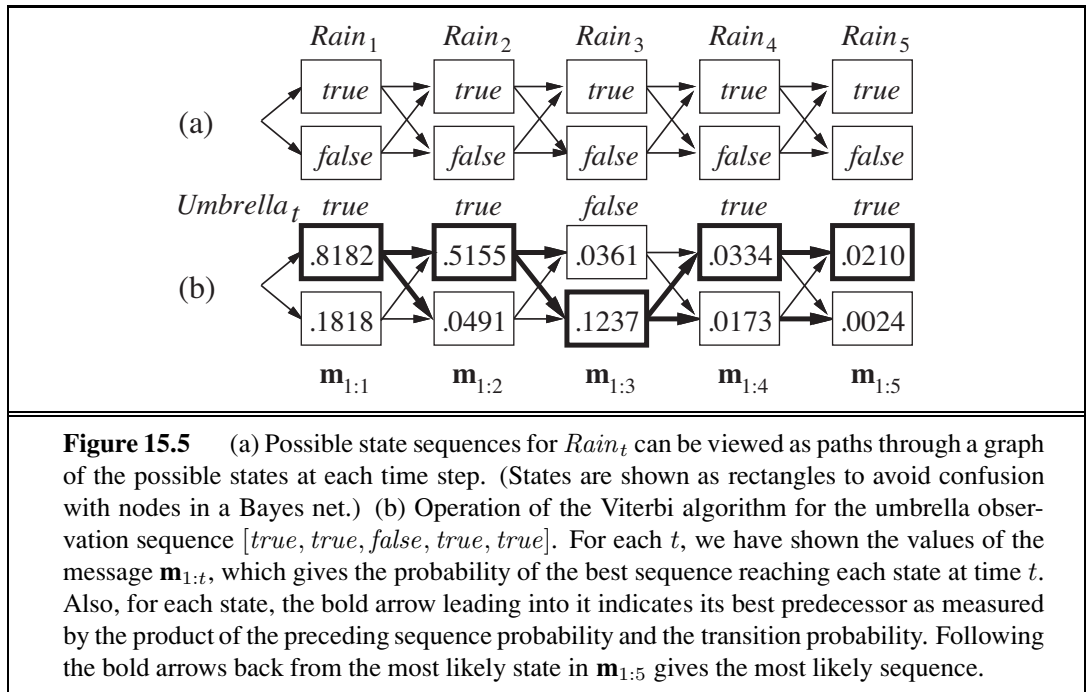 Rain1 Rain2 Rain3 Rain4 Rain5
true true true true true
(a)
false false false false false
Umbrellat true true false true true
.8182 .5155 .0361 .0334 .0210
(b)
.1818 .0491 .1237 .0173 .0024
m1:1 m1:2 m1:3 m1:4 m1:5
Figure 15.5 (a) Possible state sequences for Raint can be viewed as paths through a graph
of the possible states at each time step. (States are shown as rectangles to avoid confusion
with nodes in a Bayes net.) (b) Operation of the Viterbi algorithm for the umbrella obser-
vation sequence [true, true, false, true, true]. For each t, we have shown the values of the
message m1:t, which gives the probability of the best sequence reaching each state at time t.
Also, for each state, the bold arrow leading into it indicates its best predecessor as measured
by the product of the preceding sequence probability and the transition probability. Following
the bold arrows back from the most likely state in m1:5 gives the most likely sequence.